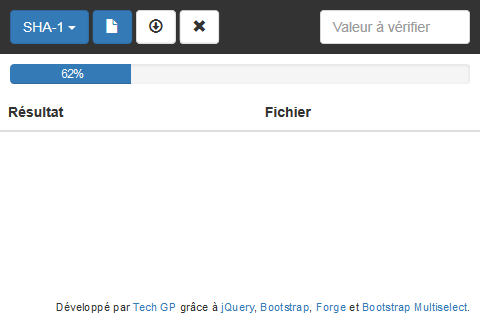 SHA-1 Valeur à vérifier
62%
Résultat Fichier
Développé par Tech GP grâce à jQuery, Bootstrap, Forge et Bootstrap Multiselect.